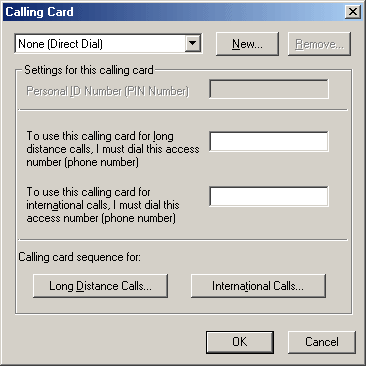 Calling Card
None (Direct Dial)
New...
Remove...
Settings for this calling card
Personal ID Number (PIN Number)
To use this calling card for long
distance calls, I must dial this access
number (phone number)
To use this calling card for
international calls, I must dial this
access number (phone number)
Calling card sequence for:
Long Distance Calls...
International Calls...
OK
Cancel